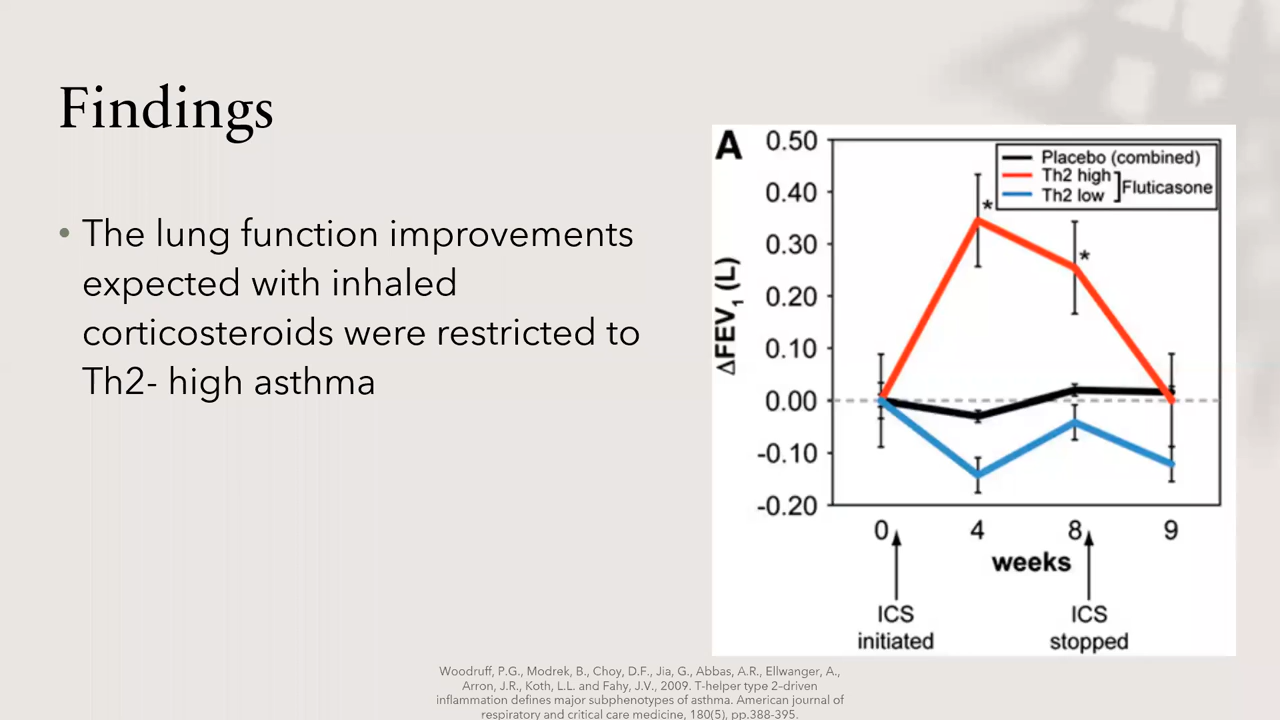 Findings
• The lung function improvements
expected with inhaled
corticosteroids were restricted to
Th2- high asthma
A
Placebo (combined)
Th2 high
Th2 low
Fluticasone
ΔFEV1 (L)
0.50
0.40
0.30
0.20
0.10
0.00
-0.10
-0.20
*
*
0 4 8 9
weeks
ICS
initiated
ICS
stopped
Woodruff, P.G., Modrek, B., Choy, D.F., Jia, G., Abbas, A.R., Ellwanger, A.,
Arron, J.R., Koth, L.L. and Fahy, J.V., 2009. T-helper type 2–driven
inflammation defines major subphenotypes of asthma. American journal of
respiratory and critical care medicine, 180(5), pp.388-395.